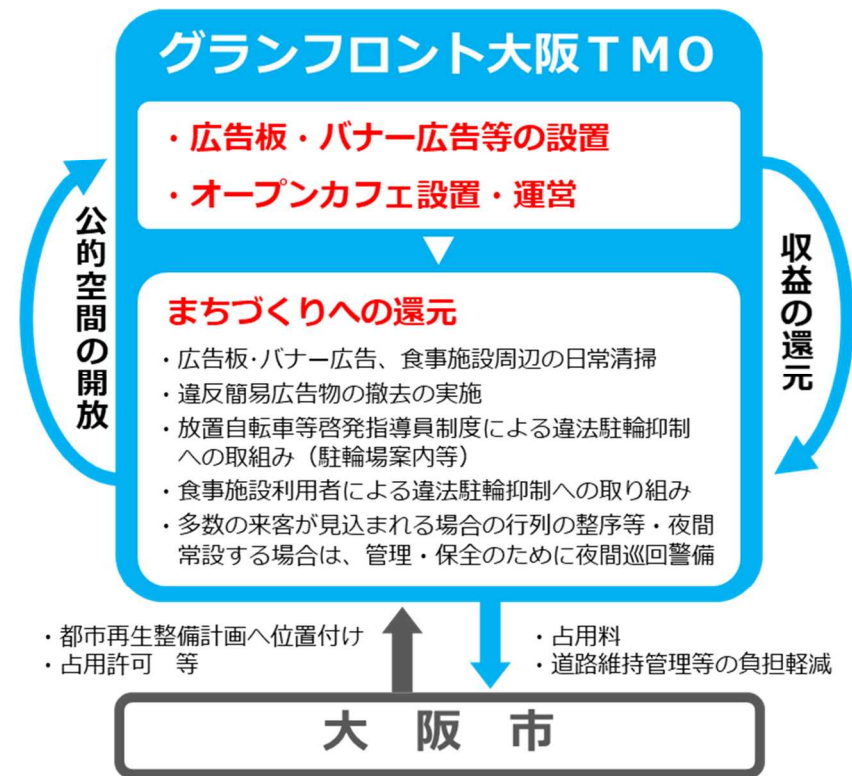 グランフロント大阪TMO
・広告板・バナー広告等の設置
・オープンカフェ設置・運営
公的空間の開放
収益の還元
まちづくりへの還元
・広告板・バナー広告、食事施設周辺の日常清掃
・違反簡易広告物の撤去の実施
・放置自転車等啓発指導員制度による違法駐輪抑制
への取組み（駐輪場案内等）
・食事施設利用者による違法駐輪抑制への取り組み
・多数の来客が見込まれる場合の行列の整序等・夜間
常設する場合は、管理・保全のために夜間巡回警備
・都市再生整備計画へ位置付け
・占用許可　等
・占用料
・道路維持管理等の負担軽減
大　阪　市